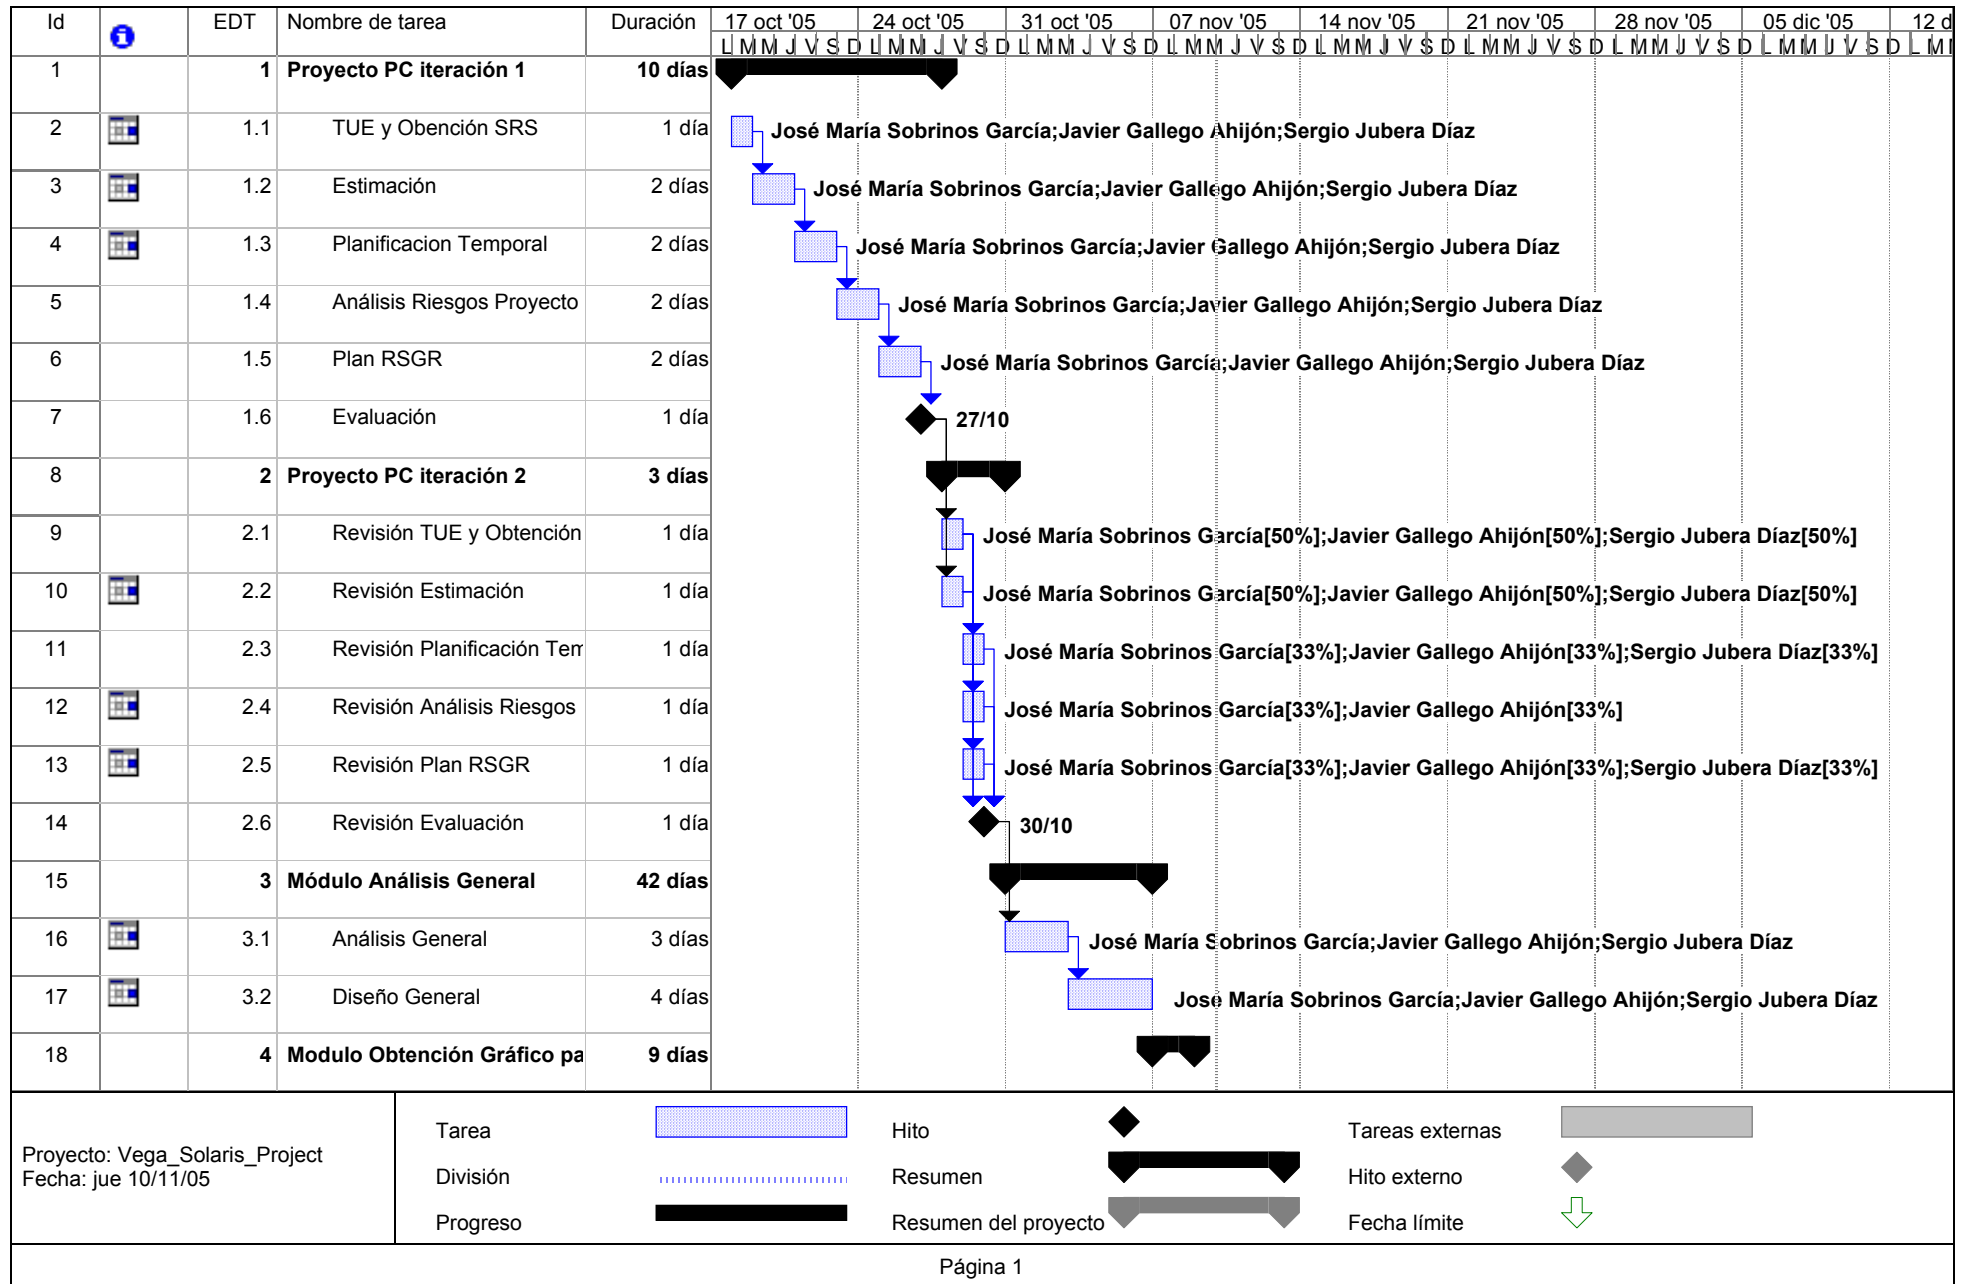 Id EDT Nombre de tarea Duración 17 oct '05 24 oct '05 31 oct '05 07 nov '05 14 nov '05 21 nov '05 28 nov '05 05 dic '05 12 d
L M M J V S D L M M J V S D L M M J V S D L M M J V S D L M M J V S D L M M J V S D L M M J V S D L M M J V S D L M
1 1 Proyecto PC iteración 1 10 días
2 1.1 TUE y Obención SRS 1 día José María Sobrinos García;Javier Gallego Ahijón;Sergio Jubera Díaz
3 1.2 Estimación 2 días José María Sobrinos García;Javier Gallego Ahijón;Sergio Jubera Díaz
4 1.3 Planificacion Temporal 2 días José María Sobrinos García;Javier Gallego Ahijón;Sergio Jubera Díaz
5 1.4 Análisis Riesgos Proyecto 2 días José María Sobrinos García;Javier Gallego Ahijón;Sergio Jubera Díaz
6 1.5 Plan RSGR 2 días José María Sobrinos García;Javier Gallego Ahijón;Sergio Jubera Díaz
7 1.6 Evaluación 1 día 27/10
8 2 Proyecto PC iteración 2 3 días
9 2.1 Revisión TUE y Obtención 1 día José María Sobrinos García[50%];Javier Gallego Ahijón[50%];Sergio Jubera Díaz[50%]
10 2.2 Revisión Estimación 1 día José María Sobrinos García[50%];Javier Gallego Ahijón[50%];Sergio Jubera Díaz[50%]
11 2.3 Revisión Planificación Tem 1 día José María Sobrinos García[33%];Javier Gallego Ahijón[33%];Sergio Jubera Díaz[33%]
12 2.4 Revisión Análisis Riesgos 1 día José María Sobrinos García[33%];Javier Gallego Ahijón[33%]
13 2.5 Revisión Plan RSGR 1 día José María Sobrinos García[33%];Javier Gallego Ahijón[33%];Sergio Jubera Díaz[33%]
14 2.6 Revisión Evaluación 1 día 30/10
15 3 Módulo Análisis General 42 días
16 3.1 Análisis General 3 días José María Sobrinos García;Javier Gallego Ahijón;Sergio Jubera Díaz
17 3.2 Diseño General 4 días José María Sobrinos García;Javier Gallego Ahijón;Sergio Jubera Díaz
18 4 Modulo Obtención Gráfico pa 9 días
Proyecto: Vega_Solaris_Project
Fecha: jue 10/11/05
Tarea Hito Tareas externas
División Resumen Hito externo
Progreso Resumen del proyecto Fecha límite
Página 1